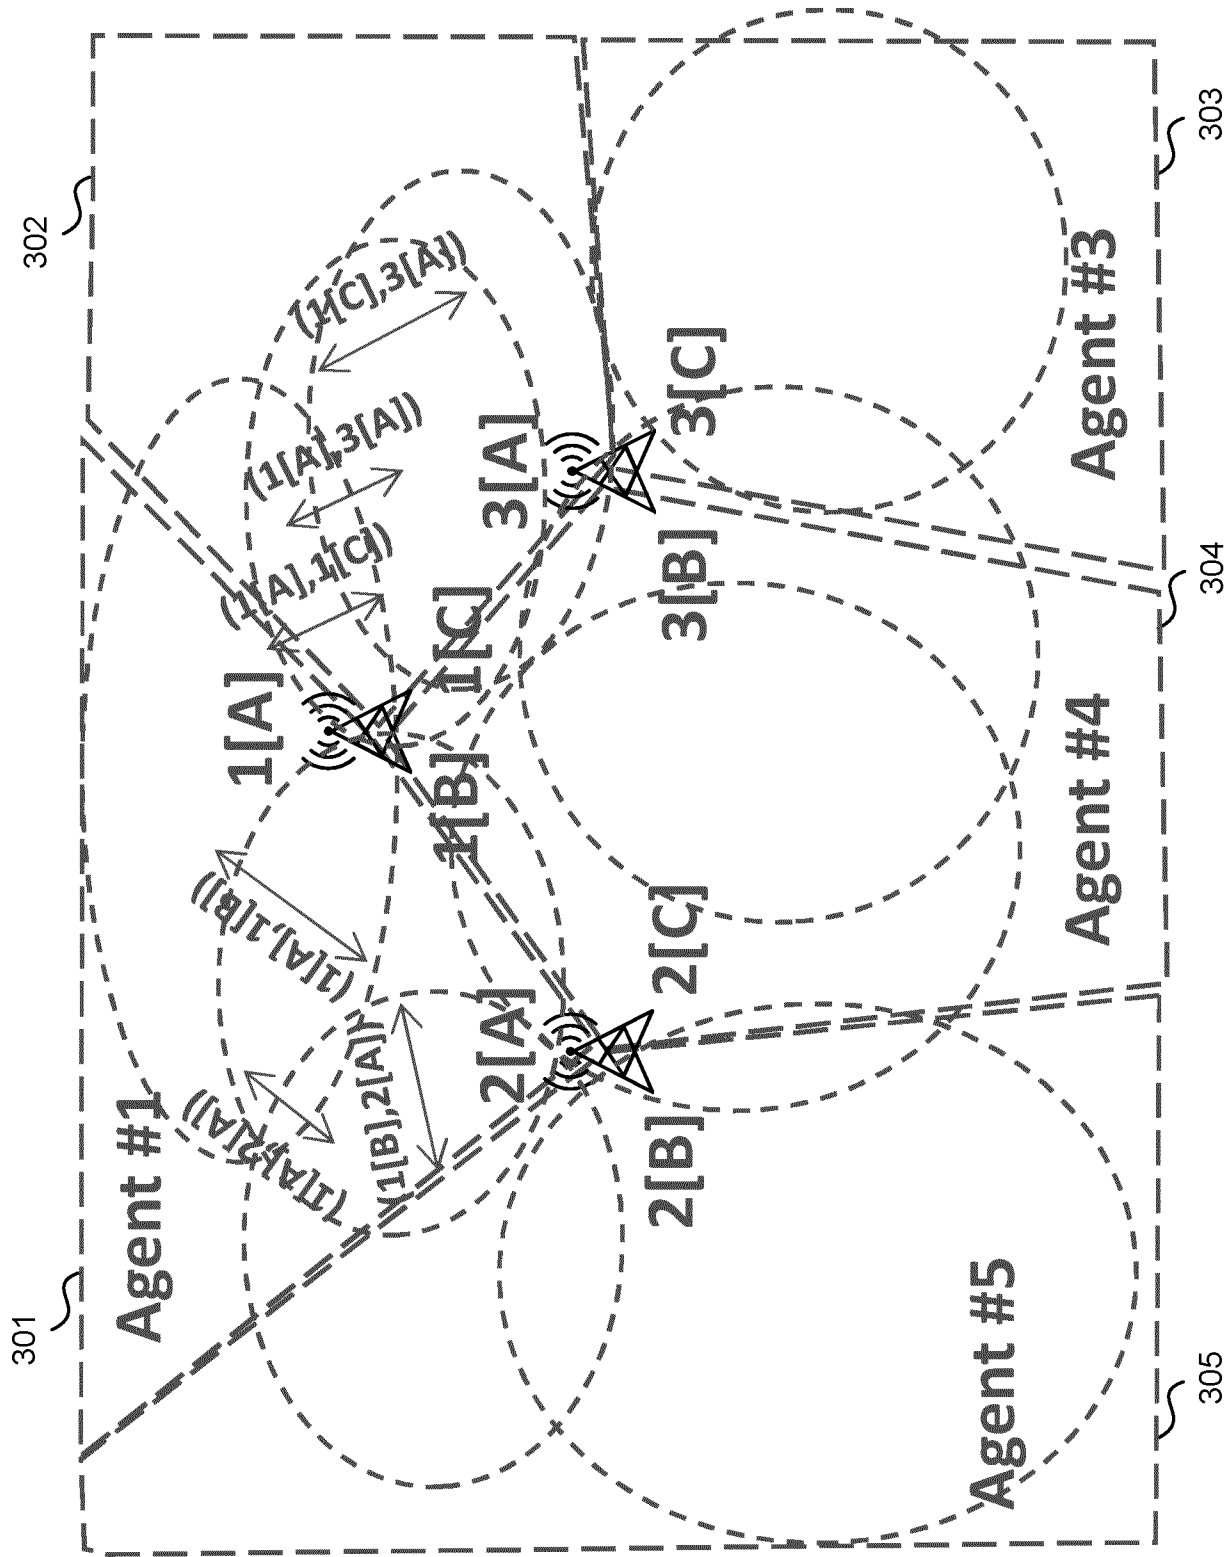 301
302
Agent #1
(1[A],2[A])
(1[A],1[B])
1[A]
(1[A],1[C])
(1[A],3[A])
(1[C],3[A])
(1[B],2[A])
2[A]
1[B]
1[C]
3[A]
2[B]
2[C]
3[B]
3[C]
Agent #5
Agent #4
Agent #3
305
304
303